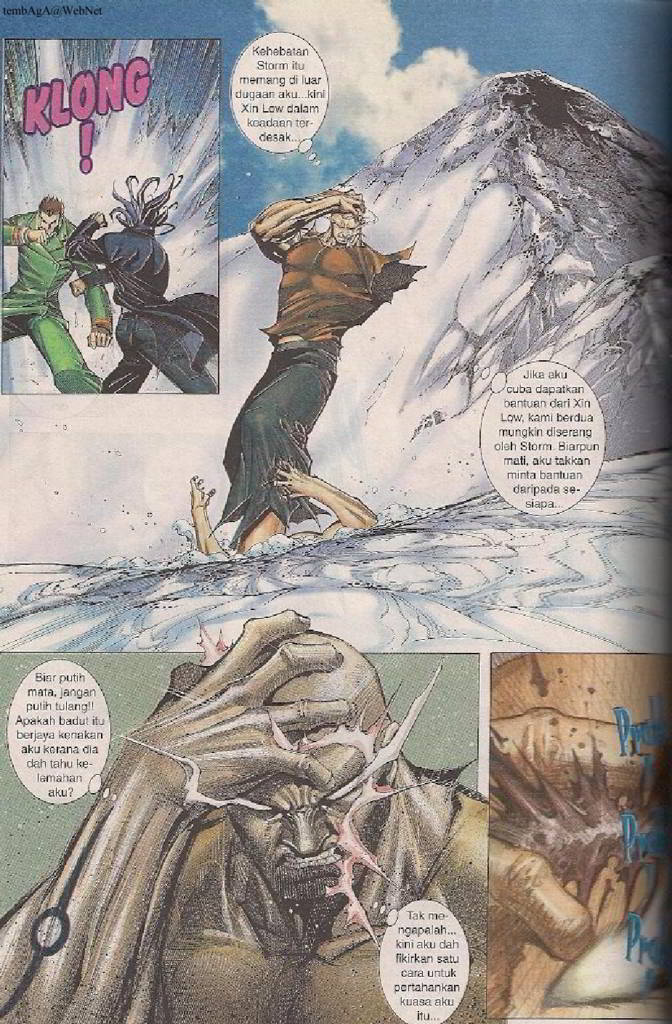 tembAgA@WebNet
KLONG
!
Kehebatan
Storm itu
memang di luar
dugaan aku...kini
Xin Low dalam
keadaan ter-
desak...
Jika aku
cuba dapatkan
bantuan dari Xin
Low, kami berdua
mungkin diserang
oleh Storm. Biarpun
mati, aku takkan
minta bantuan
daripada se-
siapa...
Biar putih
mata, jangan
putih tulang!!
Apakah badut itu
berjaya kenakan
aku kerana dia
dah tahu ke-
lamahan
aku?
Tak me-
ngapalah...
kini aku dah
fikirkan satu
cara untuk
pertahankan
kuasa aku
itu...